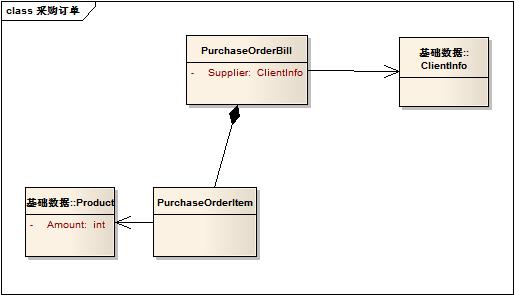 class 采购订单
PurchaseOrderBill
- Supplier: ClientInfo
基础数据::
ClientInfo
基础数据::Product
- Amount: int
PurchaseOrderItem